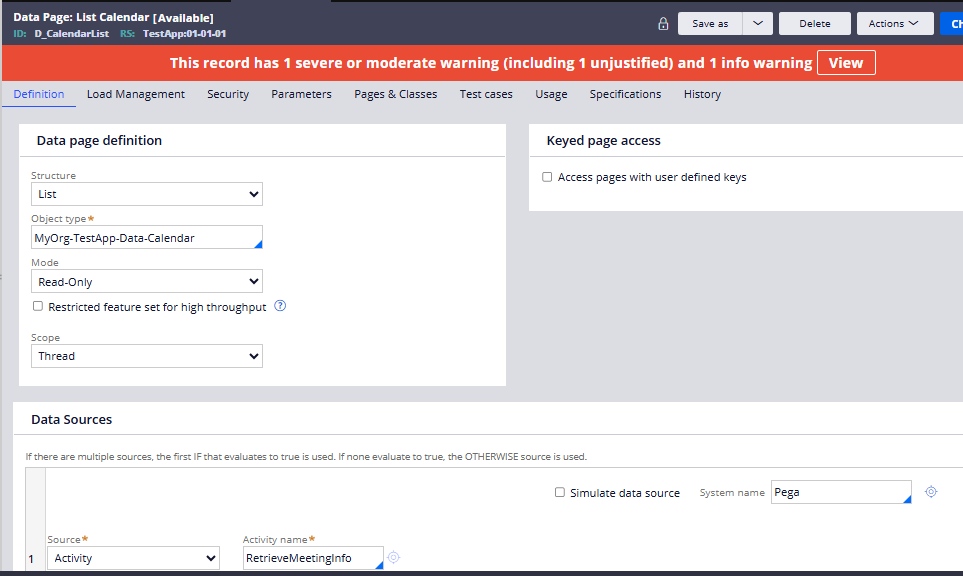 Data Page: List Calendar [Available]
ID: D_CalendarList RS: TestApp:01-01-01
Save as
Delete
Actions
This record has 1 severe or moderate warning (including 1 unjustified) and 1 info warning View
Definition Load Management Security Parameters Pages & Classes Test cases Usage Specifications History
Data page definition
Structure
List
Object type*
MyOrg-TestApp-Data-Calendar
Mode
Read-Only
Restricted feature set for high throughput ?
Scope
Thread
Keyed page access
Access pages with user defined keys
Data Sources
If there are multiple sources, the first IF that evaluates to true is used. If none evaluate to true, the OTHERWISE source is used.
Simulate data source System name Pega
Source* Activity name*
1 Activity RetrieveMeetingInfo